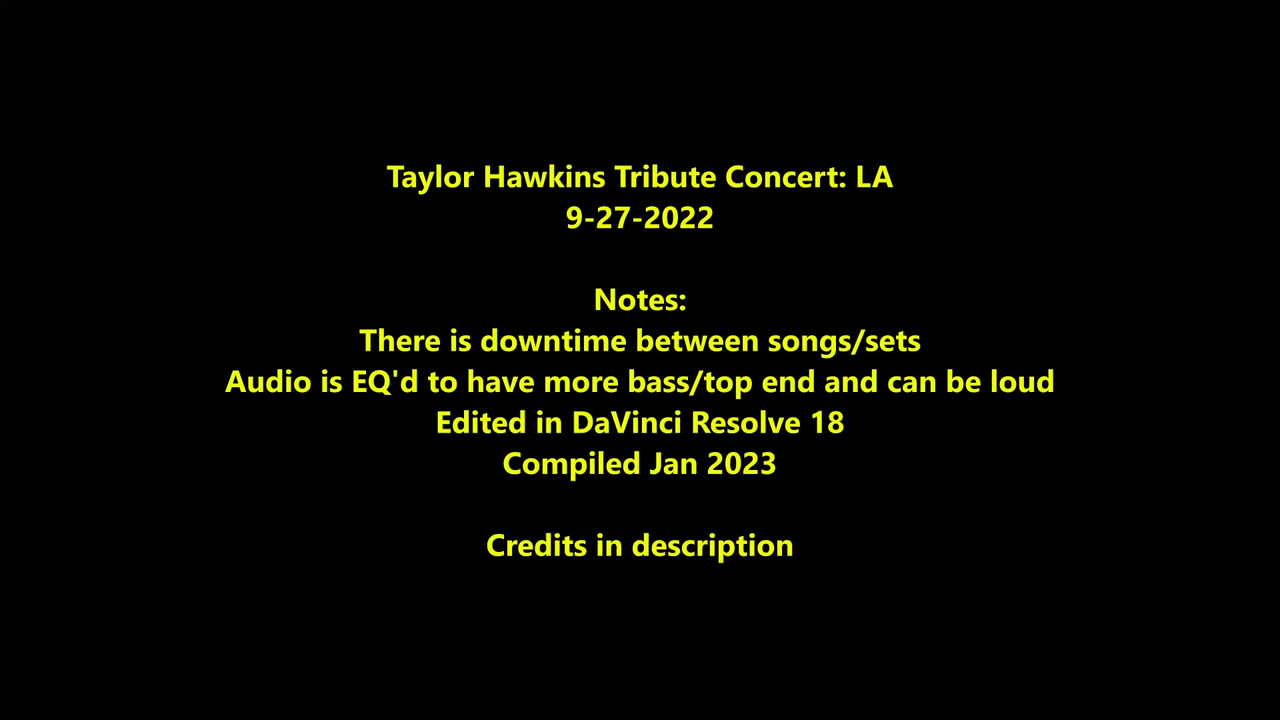 Taylor Hawkins Tribute Concert: LA
9-27-2022
Notes:
There is downtime between songs/sets
Audio is EQ'd to have more bass/top end and can be loud
Edited in DaVinci Resolve 18
Compiled Jan 2023
Credits in description